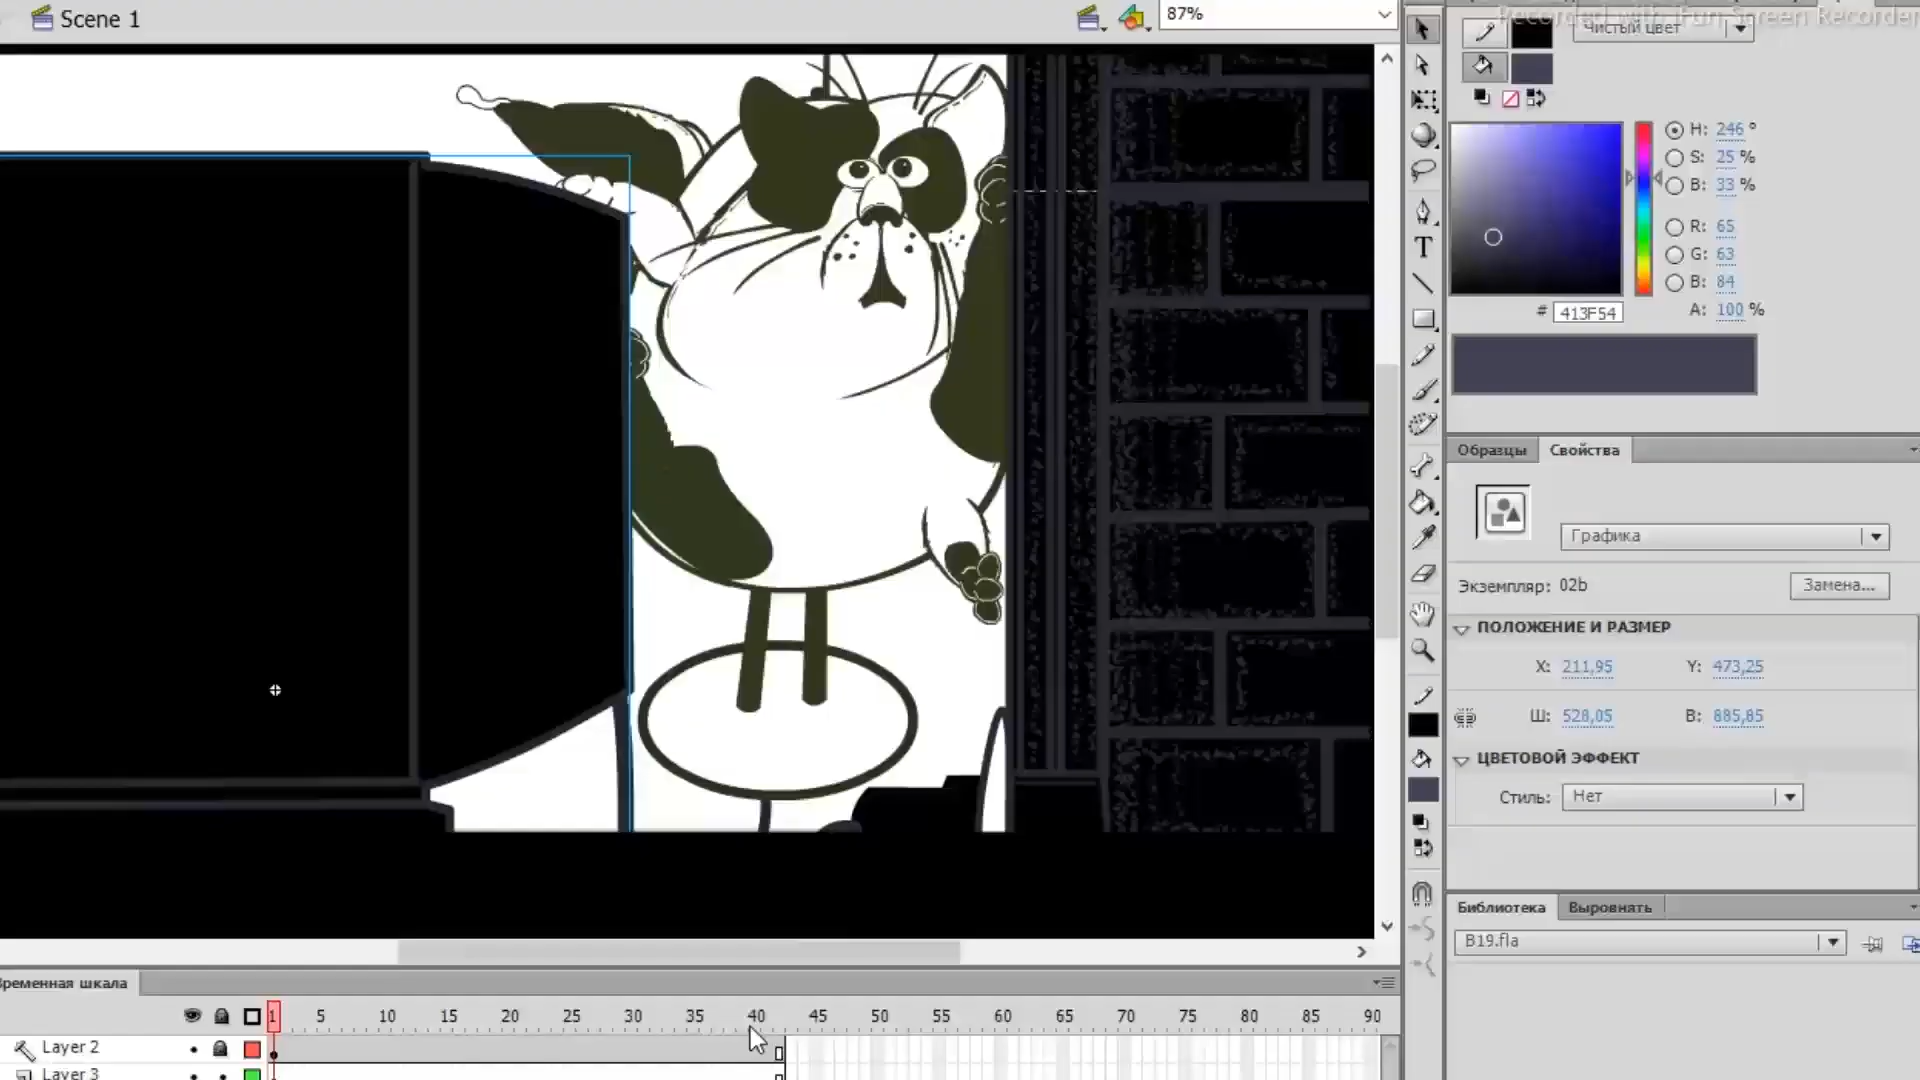 Scene 1
87%
Recorded with iFun Screen Recorder
Чистый цвет
H: 246 °
S: 25 %
B: 33 %
R: 65
G: 63
B: 84
# 413F54
A: 100 %
Образцы Свойства
Графика
Экземпляр: 02b
Замена...
ПОЛОЖЕНИЕ И РАЗМЕР
X: 211,95 Y: 473,25
Ш: 528,05 В: 885,85
ЦВЕТОВОЙ ЭФФЕКТ
Стиль: Нет
Библиотека Выровнять
B19.fla
ременная шкала
1 5 10 15 20 25 30 35 40 45 50 55 60 65 70 75 80 85 90
Layer 2
Layer 3